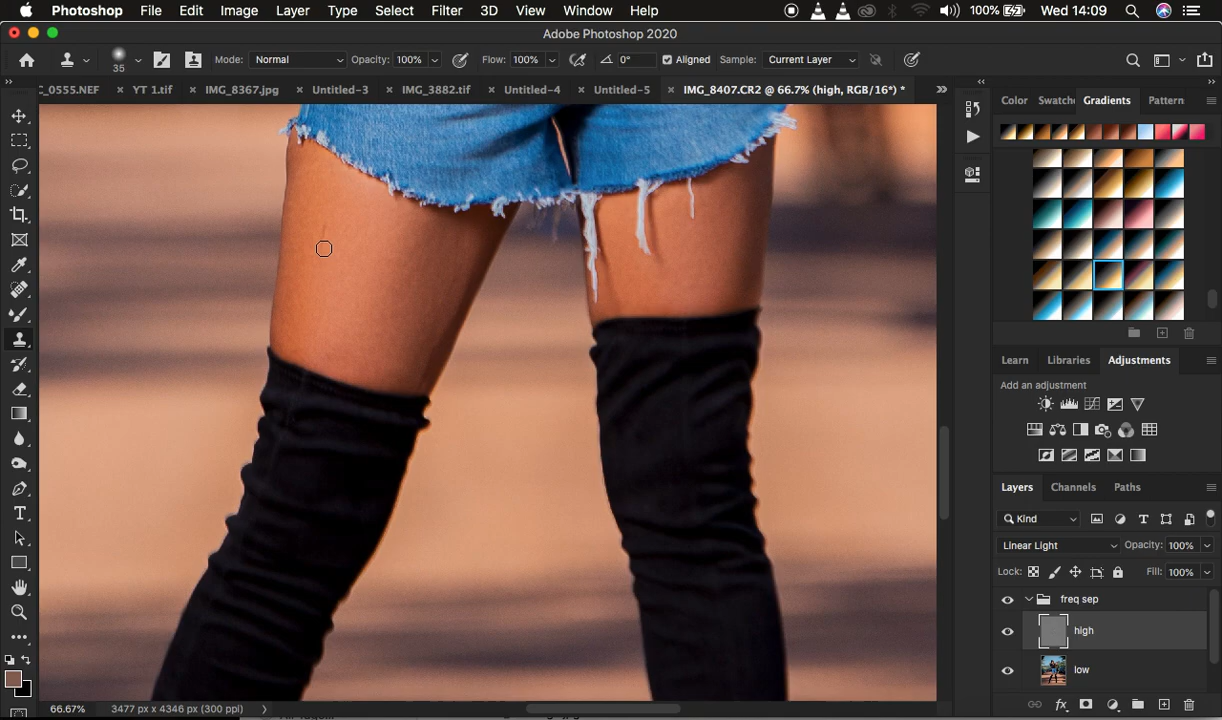 Photoshop File Edit Image Layer Type Select Filter 3D View Window Help 100% Wed 14:09
Adobe Photoshop 2020
35 Mode: Normal Opacity: 100% Flow: 100% 0° Aligned Sample: Current Layer
C_0555.NEF × YT 1.tif × IMG_8367.jpg × Untitled-3 × IMG_3882.tif × Untitled-4 × Untitled-5 × IMG_8407.CR2 @ 66.7% (high, RGB/16*) *
Color Swatche Gradients Pattern
Learn Libraries Adjustments
Add an adjustment
Layers Channels Paths
Kind
Linear Light Opacity: 100%
Lock: Fill: 100%
freq sep
high
low
66.67% 3477 px x 4346 px (300 ppi)